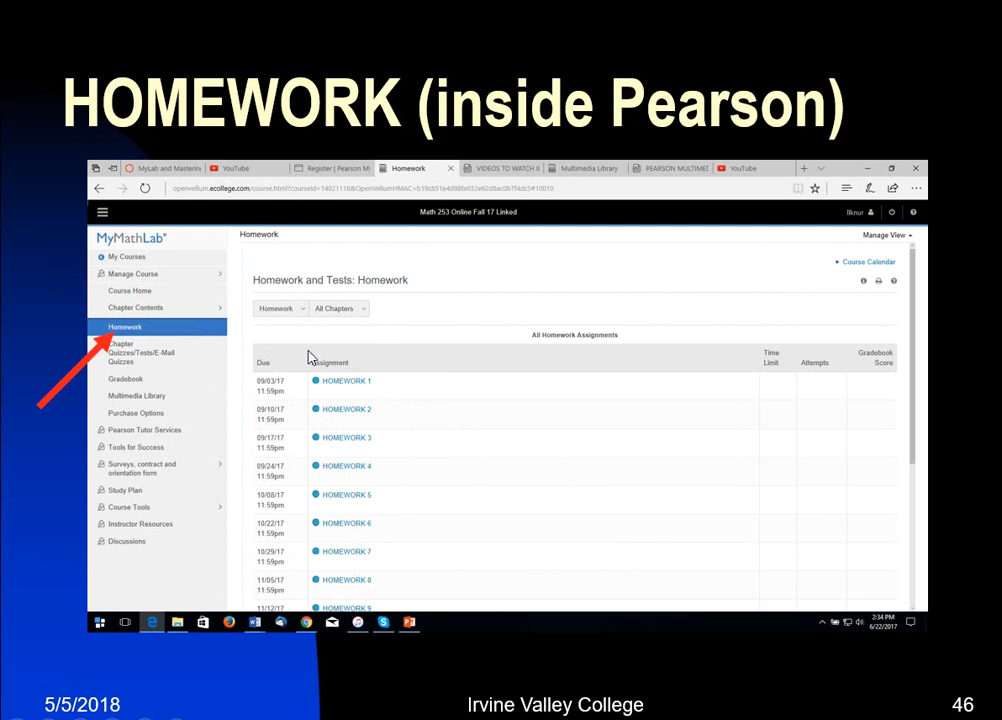 HOMEWORK (inside Pearson)
MyLab and Mastering
YouTube
Register | Pearson My
Homework
VIDEOS TO WATCH II
Multimedia Library
PEARSON MULTIMEI
YouTube
Math 253 Online Fall 17 Linked
Ilknur
MyMathLab®
Homework
Manage View
My Courses
Manage Course
Course Home
Chapter Contents
Homework
Chapter
Quizzes/Tests/E-Mail
Quizzes
Gradebook
Multimedia Library
Purchase Options
Pearson Tutor Services
Tools for Success
Surveys, contract and
orientation form
Study Plan
Course Tools
Instructor Resources
Discussions
Course Calendar
Homework and Tests: Homework
Homework All Chapters
All Homework Assignments
Due Assignment Time Limit Attempts Gradebook Score
09/03/17 HOMEWORK 1
11:59pm
09/10/17 HOMEWORK 2
11:59pm
09/17/17 HOMEWORK 3
11:59pm
09/24/17 HOMEWORK 4
11:59pm
10/08/17 HOMEWORK 5
11:59pm
10/22/17 HOMEWORK 6
11:59pm
10/29/17 HOMEWORK 7
11:59pm
11/05/17 HOMEWORK 8
11:59pm
11/12/17 HOMEWORK 9
2:34 PM
6/22/2017
5/5/2018 Irvine Valley College 46